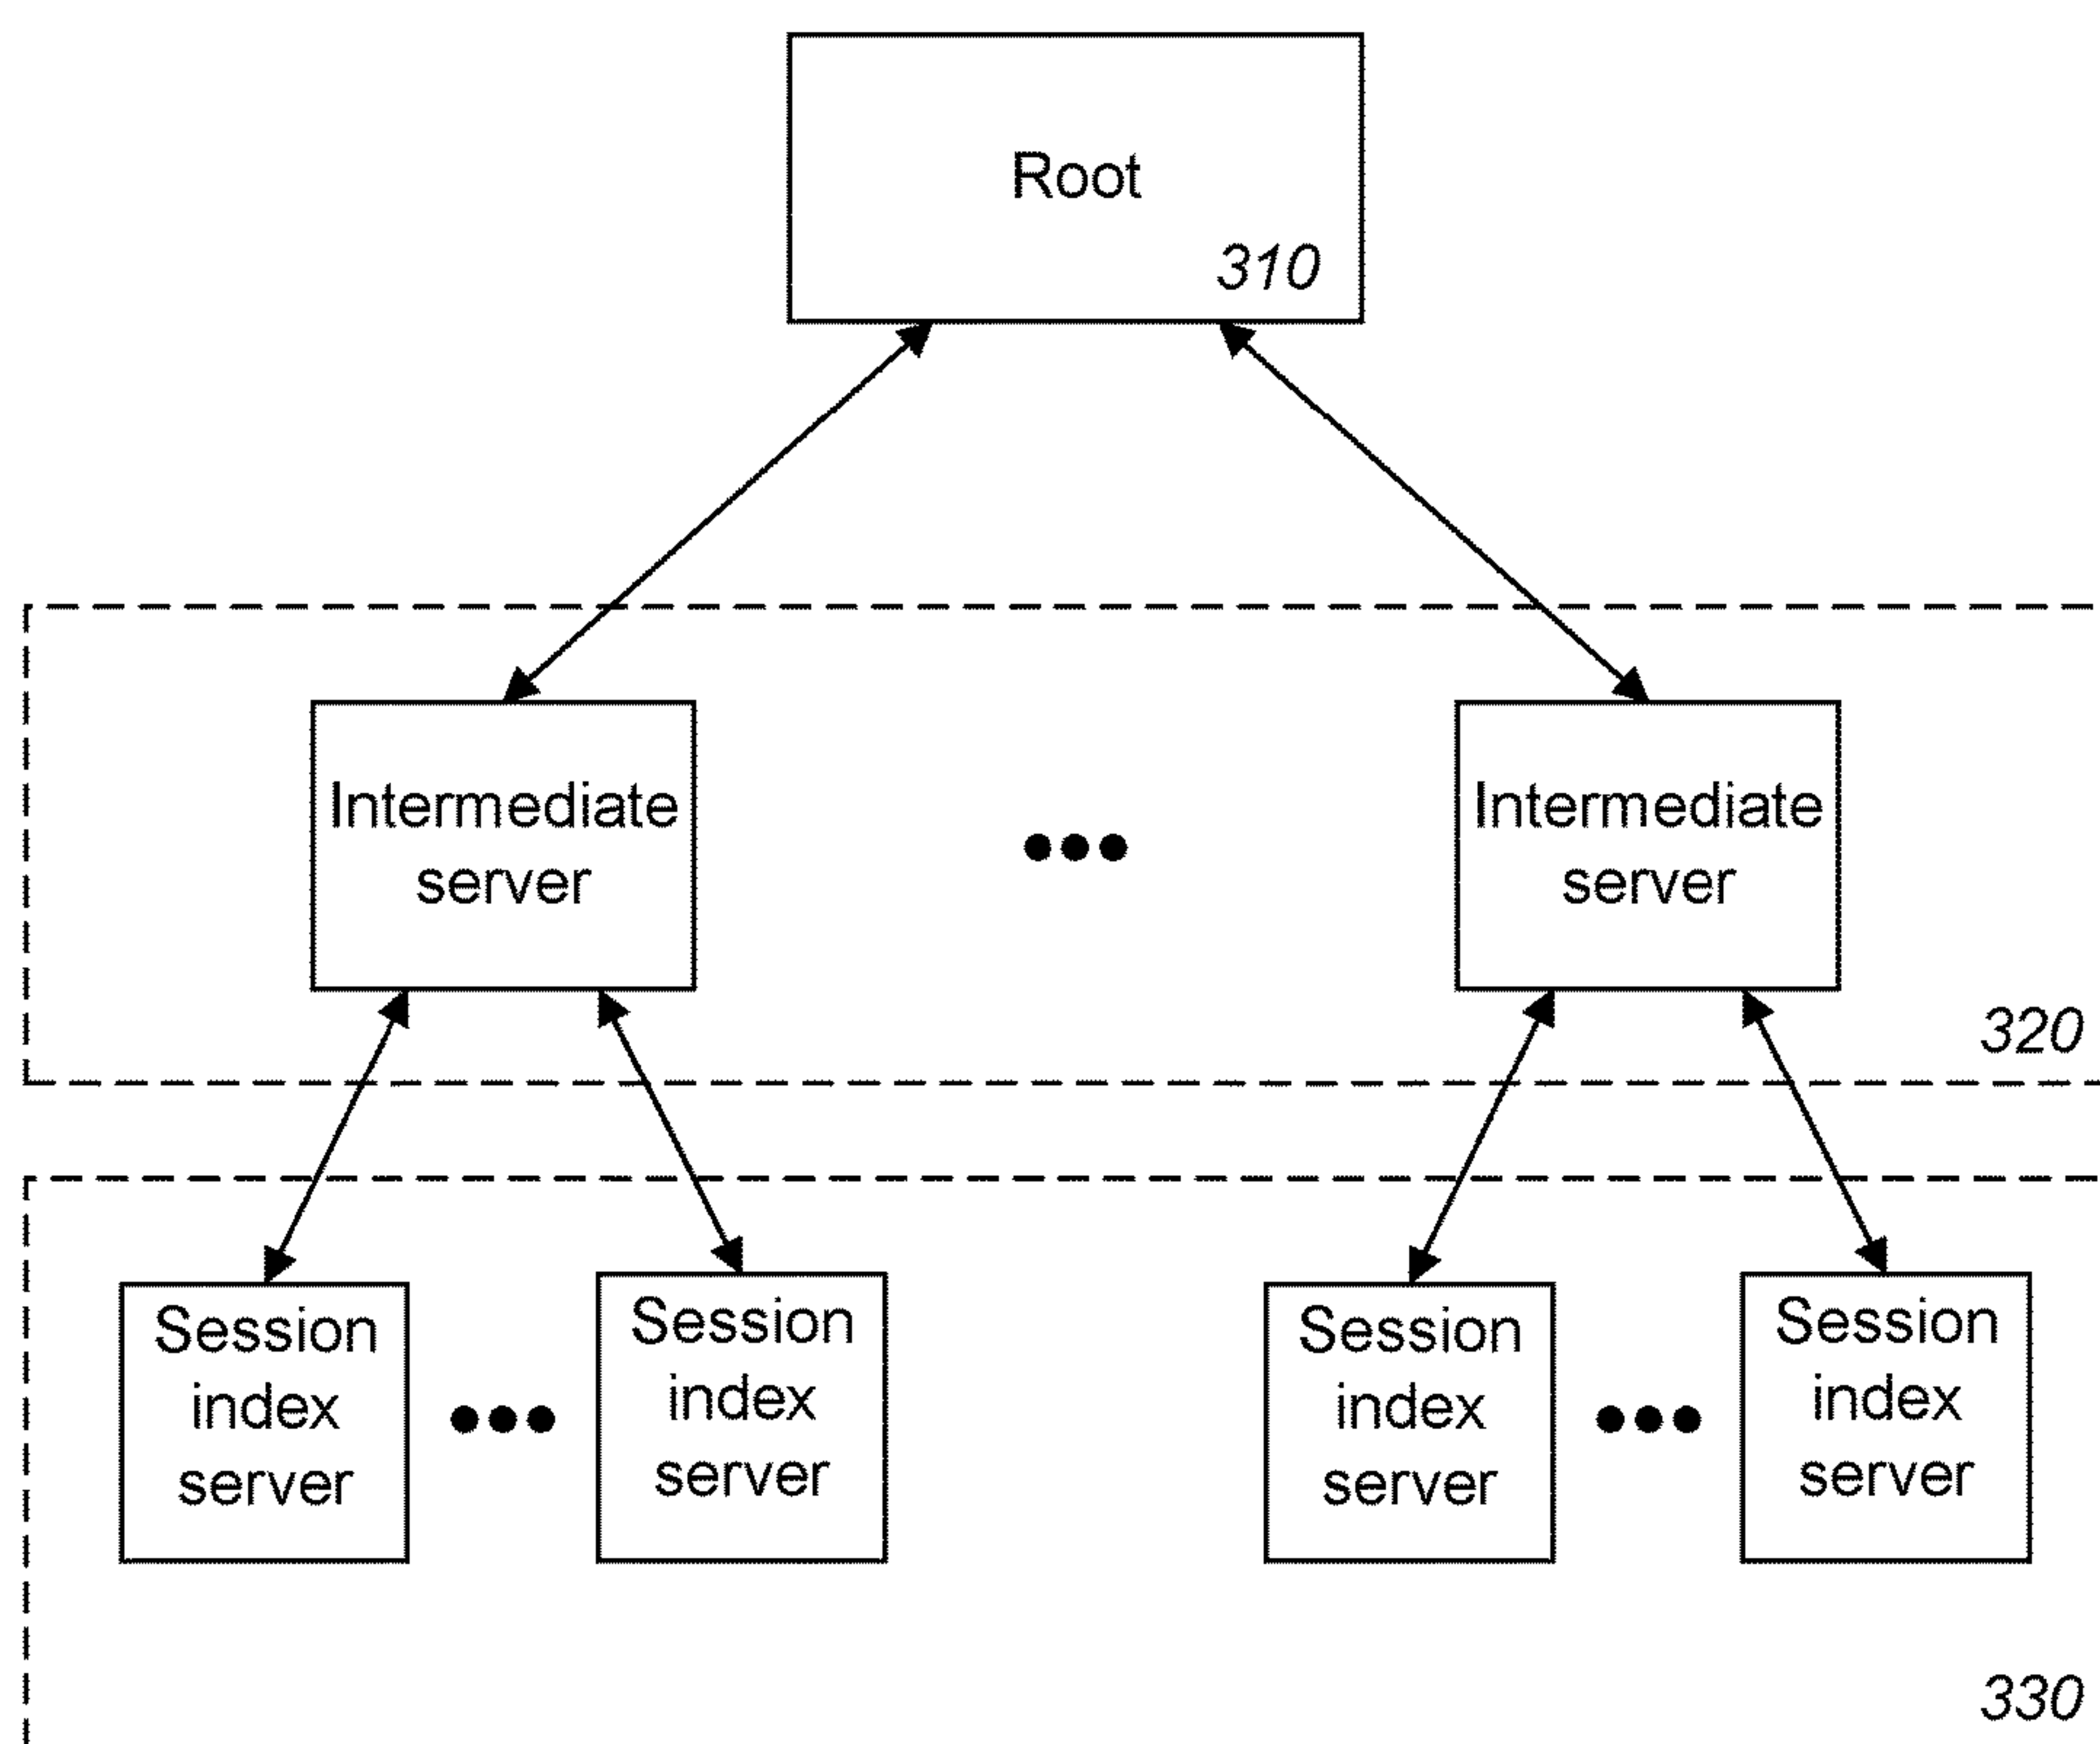 Root
310
Intermediate
server
Intermediate
server
320
Session
index
server
Session
index
server
Session
index
server
Session
index
server
330